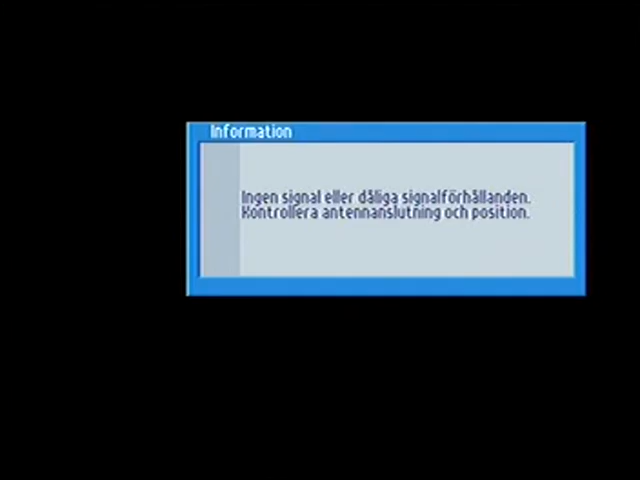 Information
Ingen signal eller dåliga signalförhållanden.
Kontrollera antennanslutning och position.